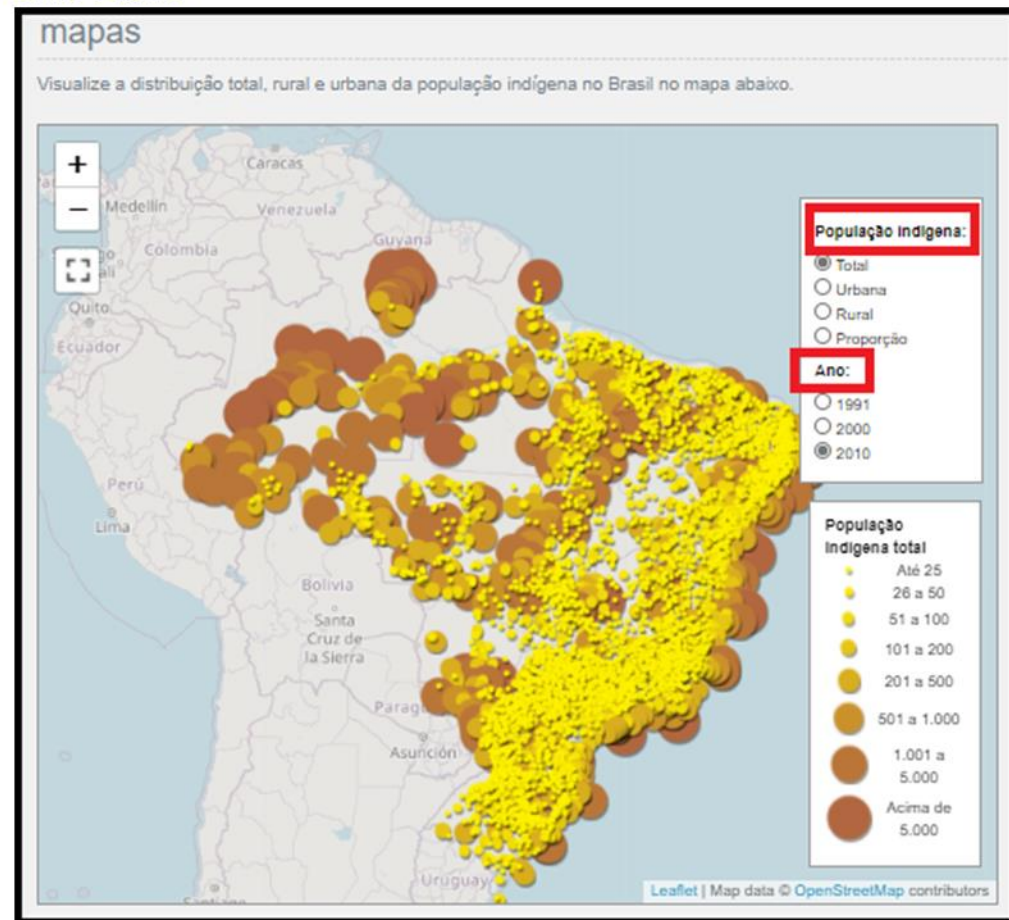 mapas
Visualize a distribuição total, rural e urbana da população indígena no Brasil no mapa abaixo.
+
−
Caracas
Medellín
Venezuela
Guyana
Colombia
Quito
Ecuador
Perú
Lima
Bolivia
Santa
Cruz de
la Sierra
Asunción
Uruguay
População Indígena:
Total
Urbana
Rural
Proporção
Ano:
1991
2000
2010
População
Indígena total
Até 25
26 a 50
51 a 100
101 a 200
201 a 500
501 a 1.000
1.001 a
5.000
Acima de
5.000
Leaflet | Map data © OpenStreetMap contributors